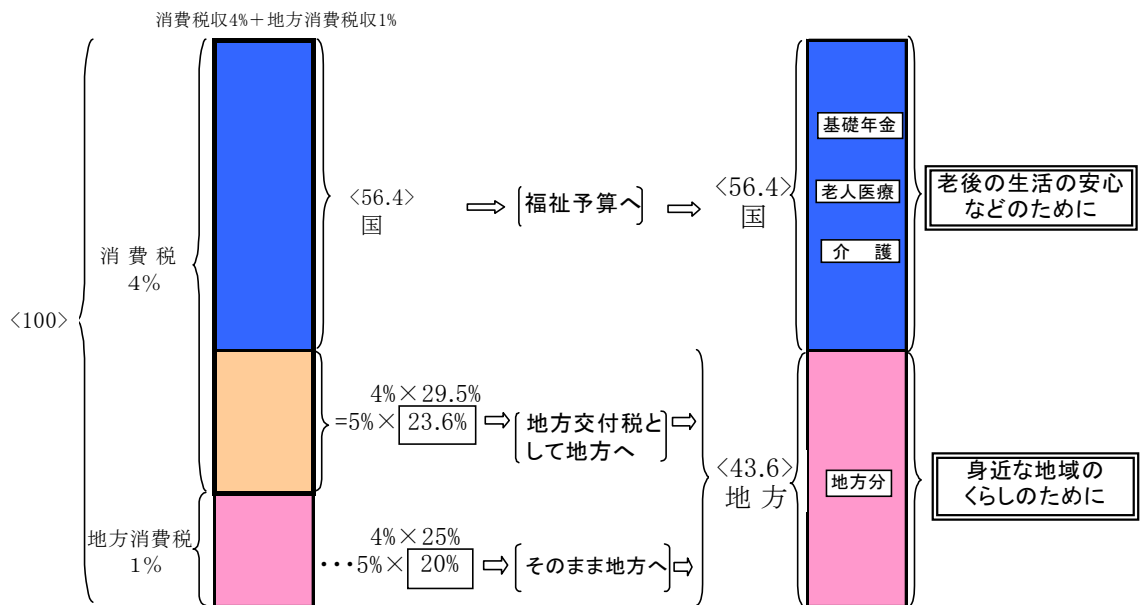 消費税収4%＋地方消費税収1%
<100>
消 費 税
4%
地方消費税
1%
<56.4>
国
⇨
福祉予算へ
⇨
4%×29.5%
=5%×23.6%
⇨
地方交付税と
して地方へ
⇨
4%×25%
･･･5%×20%
⇨
そのまま地方へ
⇨
<56.4>
国
<43.6>
地 方
基礎年金
老人医療
介 護
地方分
老後の生活の安心
などのために
身近な地域の
くらしのために